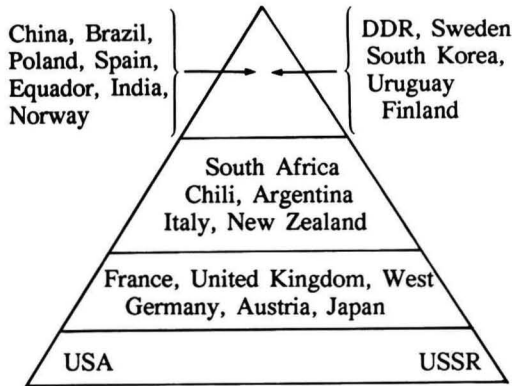 China, Brazil,
Poland, Spain,
Equador, India,
Norway
DDR, Sweden
South Korea,
Uruguay
Finland
South Africa
Chili, Argentina
Italy, New Zealand
France, United Kingdom, West
Germany, Austria, Japan
USA
USSR